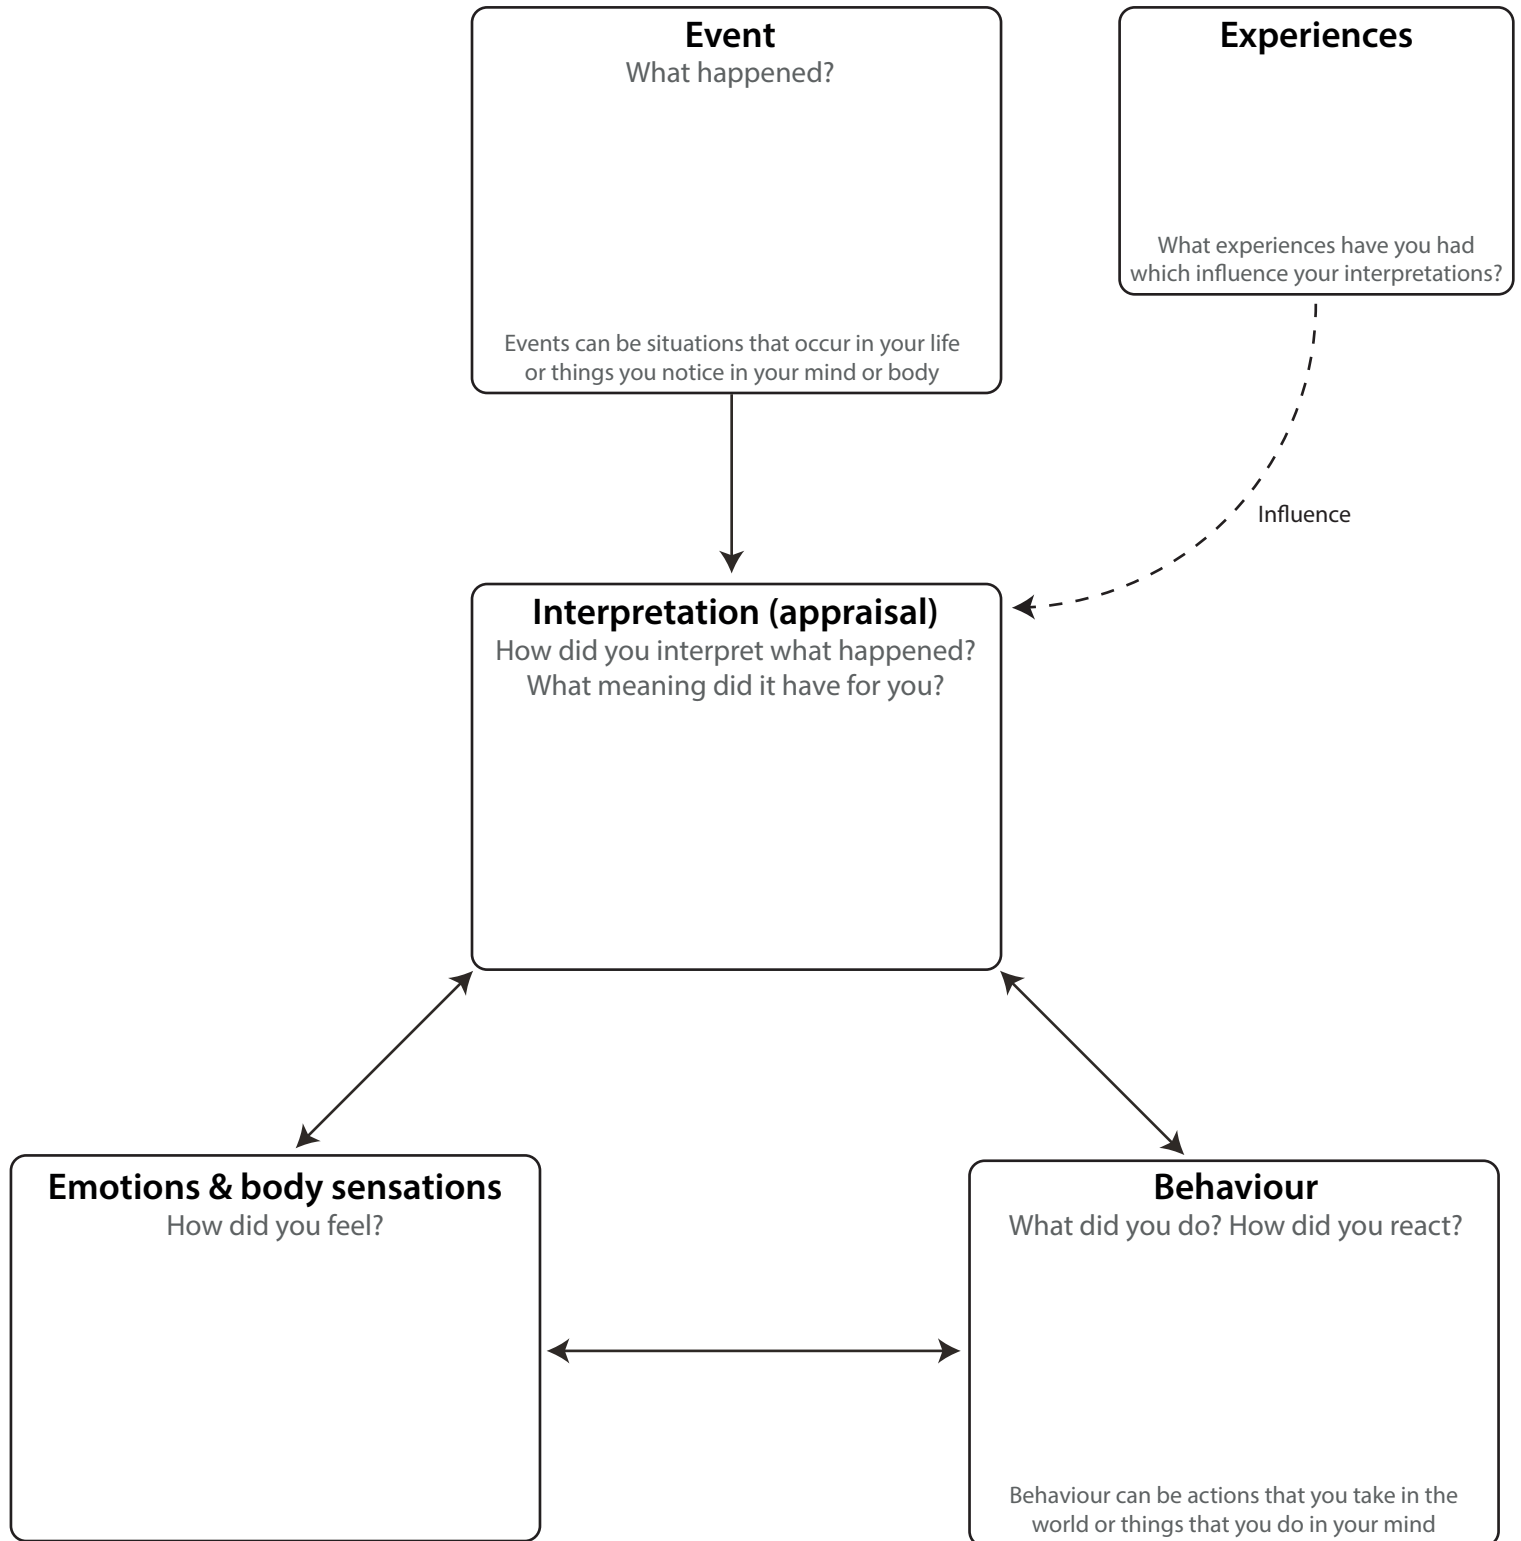 Event
What happened?
Events can be situations that occur in your life
or things you notice in your mind or body
Experiences
What experiences have you had
which influence your interpretations?
Influence
Interpretation (appraisal)
How did you interpret what happened?
What meaning did it have for you?
Emotions & body sensations
How did you feel?
Behaviour
What did you do? How did you react?
Behaviour can be actions that you take in the
world or things that you do in your mind